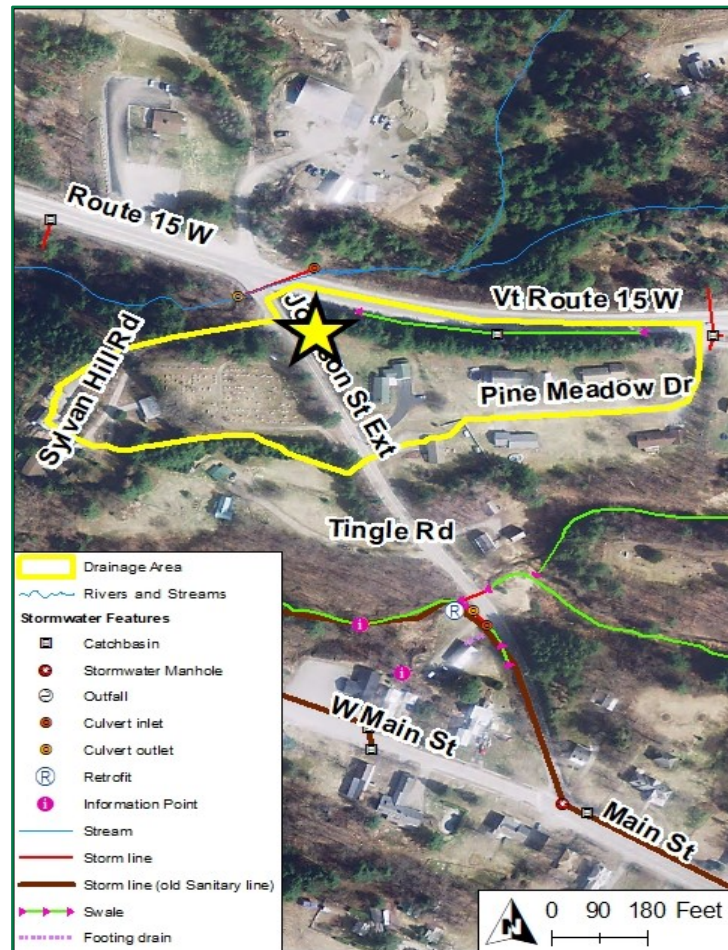 Route 15 W
Vt Route 15 W
Sylvan Hill Rd
St Ext
Pine Meadow Dr
Tingle Rd
R
i
i
W Main St
Main St
Drainage Area
Rivers and Streams
Stormwater Features
Catchbasin
Stormwater Manhole
Outfall
Culvert inlet
Culvert outlet
R Retrofit
i Information Point
Stream
Storm line
Storm line (old Sanitary line)
Swale
Footing drain
N 0 90 180 Feet